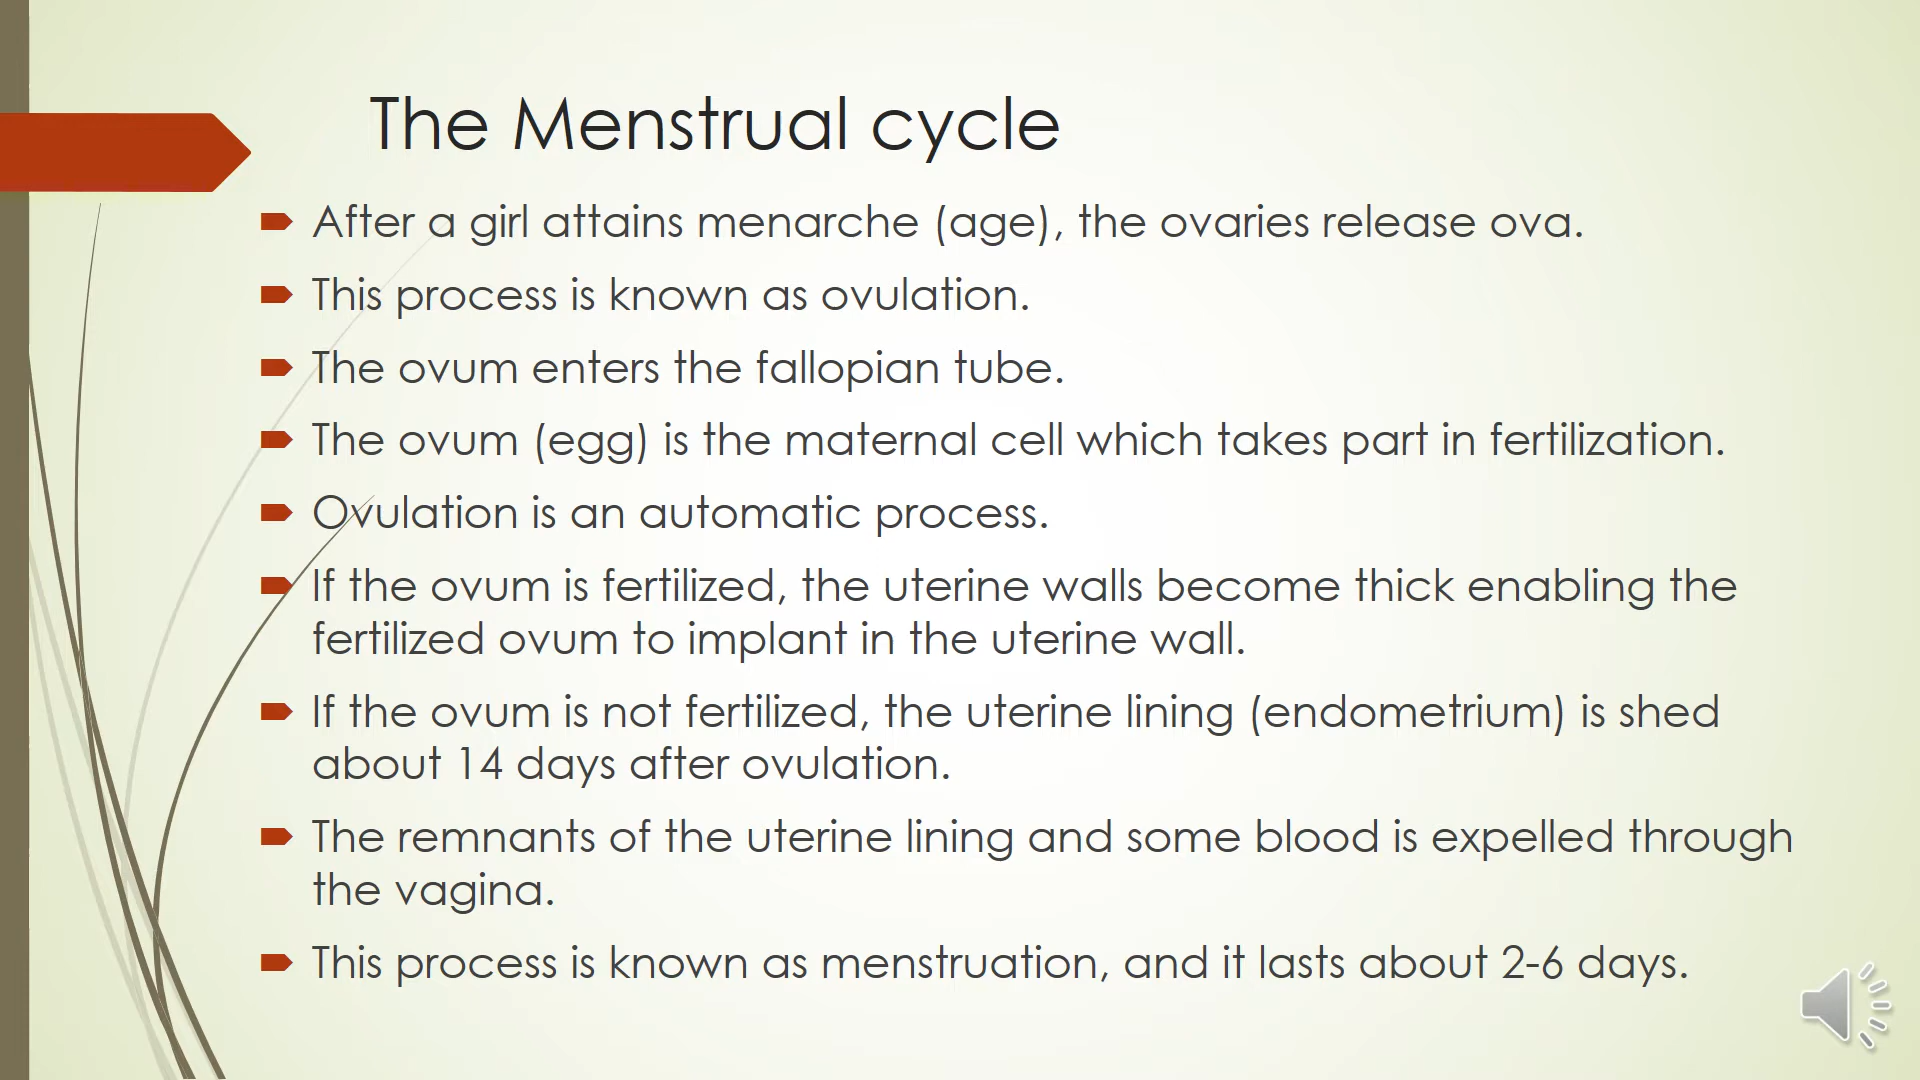 The Menstrual cycle
After a girl attains menarche (age), the ovaries release ova.
This process is known as ovulation.
The ovum enters the fallopian tube.
The ovum (egg) is the maternal cell which takes part in fertilization.
Ovulation is an automatic process.
If the ovum is fertilized, the uterine walls become thick enabling the
fertilized ovum to implant in the uterine wall.
If the ovum is not fertilized, the uterine lining (endometrium) is shed
about 14 days after ovulation.
The remnants of the uterine lining and some blood is expelled through
the vagina.
This process is known as menstruation, and it lasts about 2-6 days.